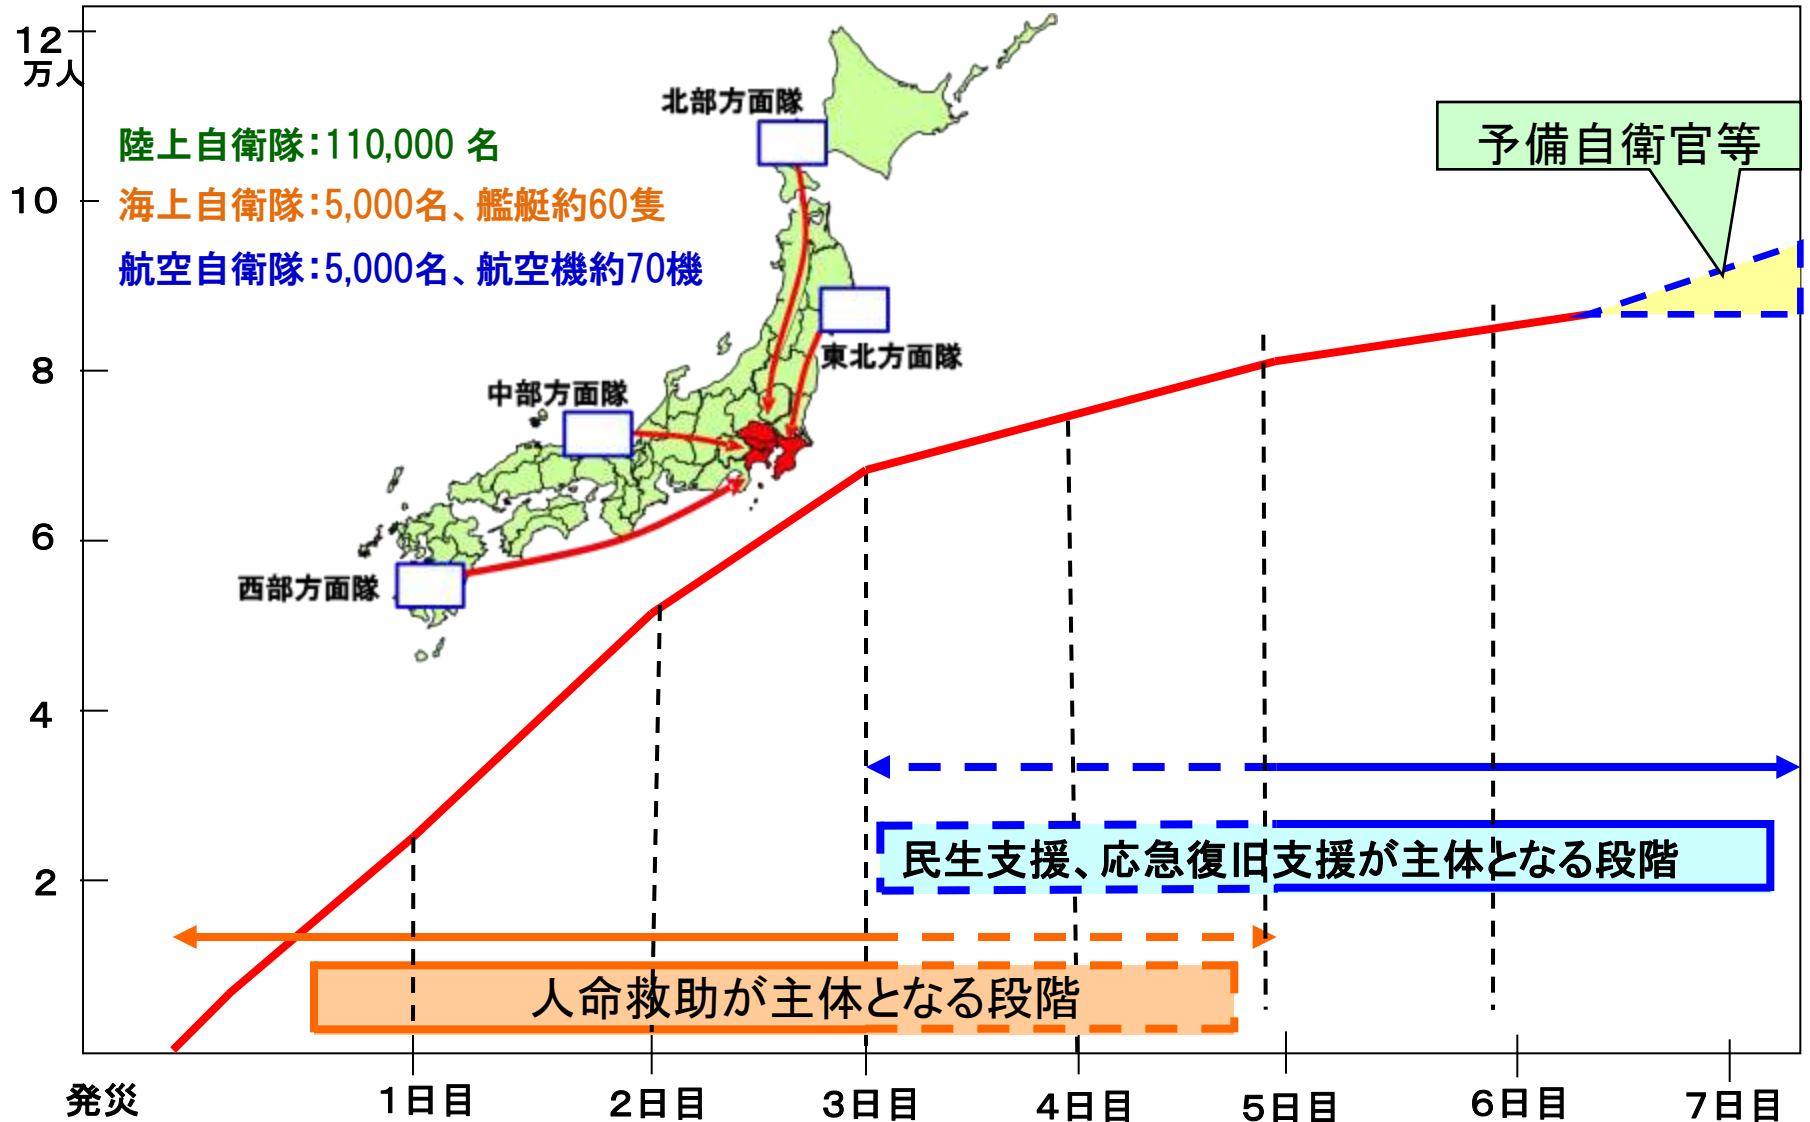 12
万人
10
8
6
4
2
陸上自衛隊：110,000 名
海上自衛隊：5,000名、艦艇約60隻
航空自衛隊：5,000名、航空機約70機
北部方面隊
東北方面隊
中部方面隊
西部方面隊
予備自衛官等
民生支援、応急復旧支援が主体となる段階
人命救助が主体となる段階
発災
1日目
2日目
3日目
4日目
5日目
6日目
7日目